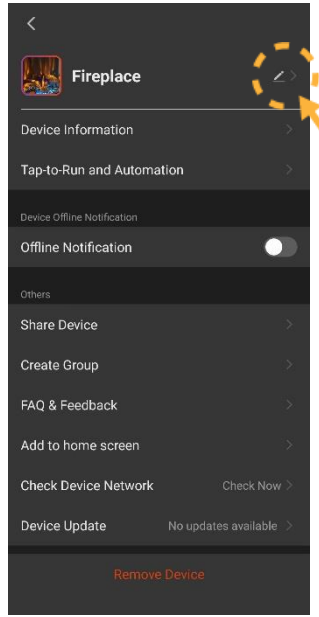 Fireplace
Device Information
Tap-to-Run and Automation
Device Offline Notification
Offline Notification
Others
Share Device
Create Group
FAQ & Feedback
Add to home screen
Check Device Network Check Now
Device Update No updates available
Remove Device